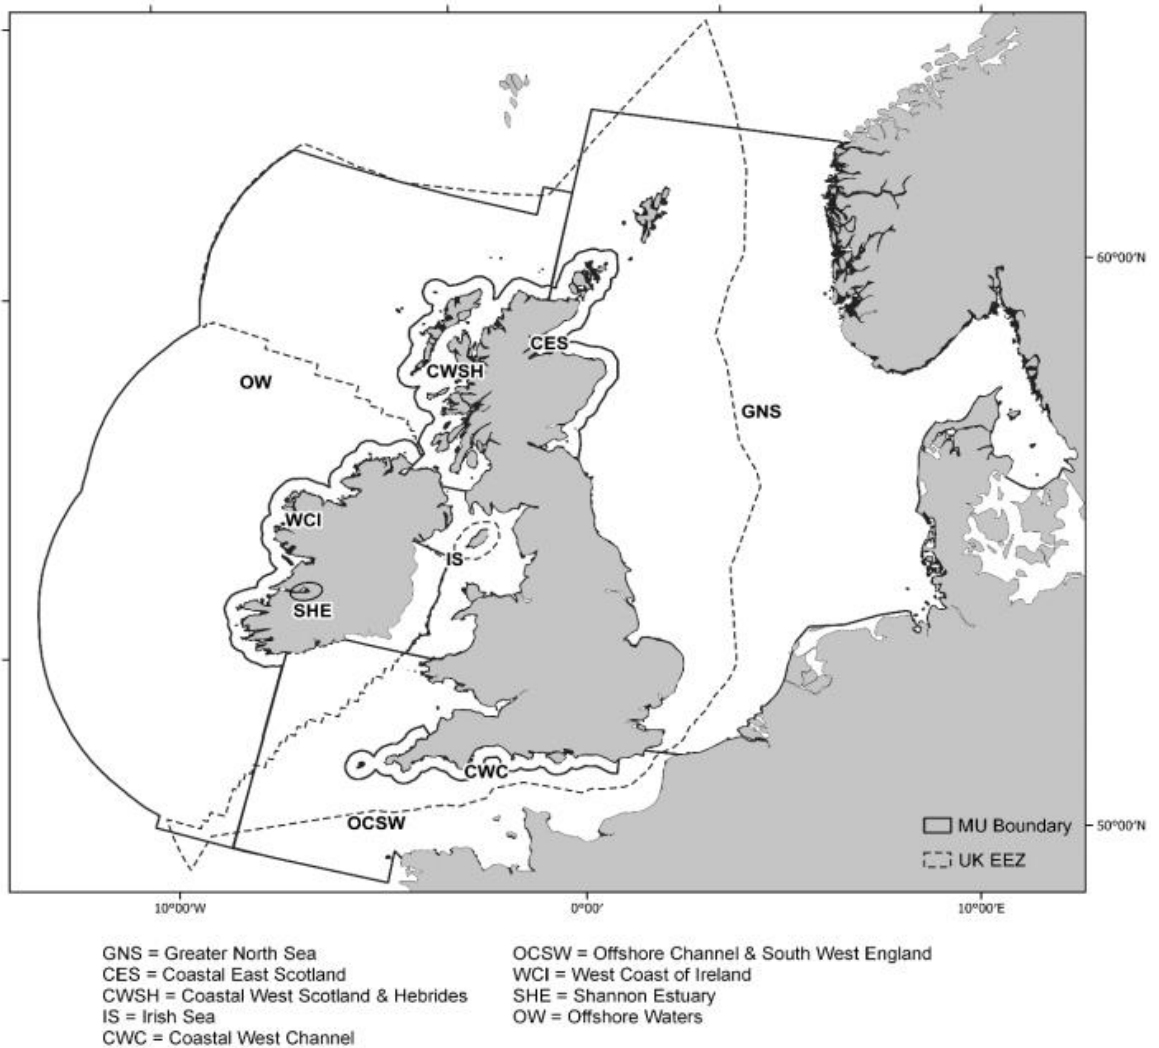 60°00'N
CES
CWSH
OW
GNS
WCI
IS
SHE
CWC
OCSW
MU Boundary
50°00'N
UK EEZ
10°00'W
0°00'
10°00'E
GNS = Greater North Sea
CES = Coastal East Scotland
CWSH = Coastal West Scotland & Hebrides
IS = Irish Sea
CWC = Coastal West Channel
OCSW = Offshore Channel & South West England
WCI = West Coast of Ireland
SHE = Shannon Estuary
OW = Offshore Waters